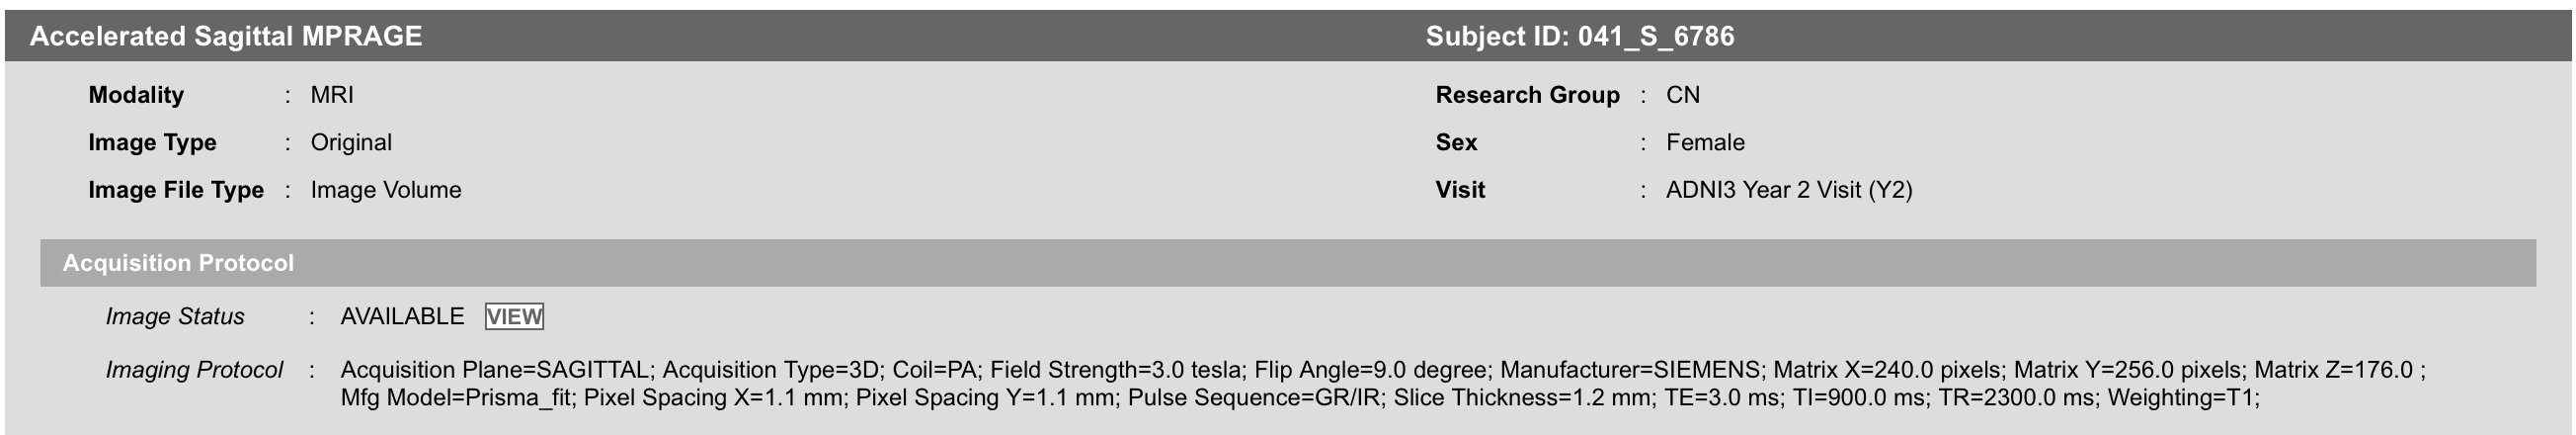 Accelerated Sagittal MPRAGE Subject ID: 041_S_6786
Modality : MRI Research Group : CN
Image Type : Original Sex : Female
Image File Type : Image Volume Visit : ADNI3 Year 2 Visit (Y2)
Acquisition Protocol
Image Status : AVAILABLE VIEW
Imaging Protocol : Acquisition Plane=SAGITTAL; Acquisition Type=3D; Coil=PA; Field Strength=3.0 tesla; Flip Angle=9.0 degree; Manufacturer=SIEMENS; Matrix X=240.0 pixels; Matrix Y=256.0 pixels; Matrix Z=176.0 ;
Mfg Model=Prisma_fit; Pixel Spacing X=1.1 mm; Pixel Spacing Y=1.1 mm; Pulse Sequence=GR/IR; Slice Thickness=1.2 mm; TE=3.0 ms; TI=900.0 ms; TR=2300.0 ms; Weighting=T1;